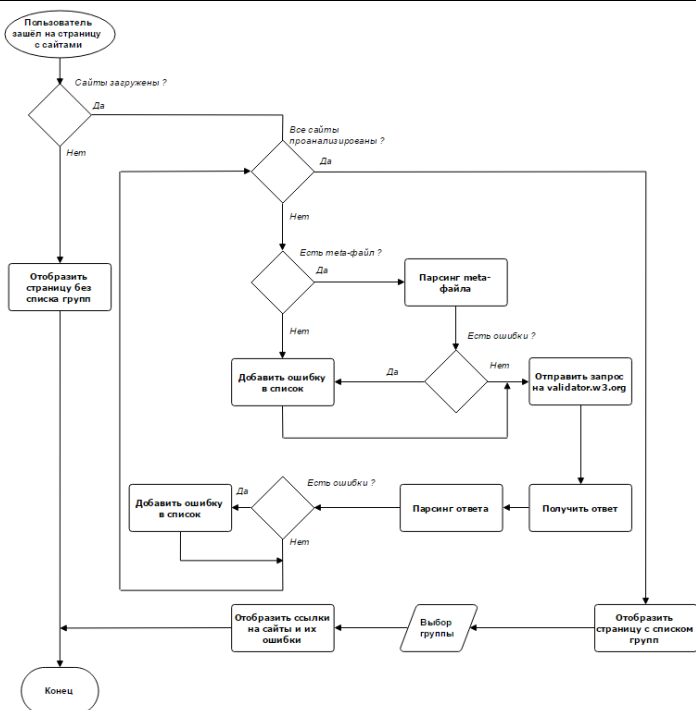 Пользователь
зашёл на страницу
с сайтами
Сайты загружены ?
Да
Нет
Все сайты
проанализированы ?
Да
Нет
Есть meta-файл ?
Да
Нет
Отобразить
страницу без
списка групп
Парсинг meta-
файла
Есть ошибки ?
Да
Нет
Добавить ошибку
в список
Отправить запрос
на validator.w3.org
Получить ответ
Парсинг ответа
Есть ошибки ?
Да
Нет
Добавить ошибку
в список
Отобразить
страницу с списком
групп
Выбор
группы
Отобразить ссылки
на сайты и их
ошибки
Конец